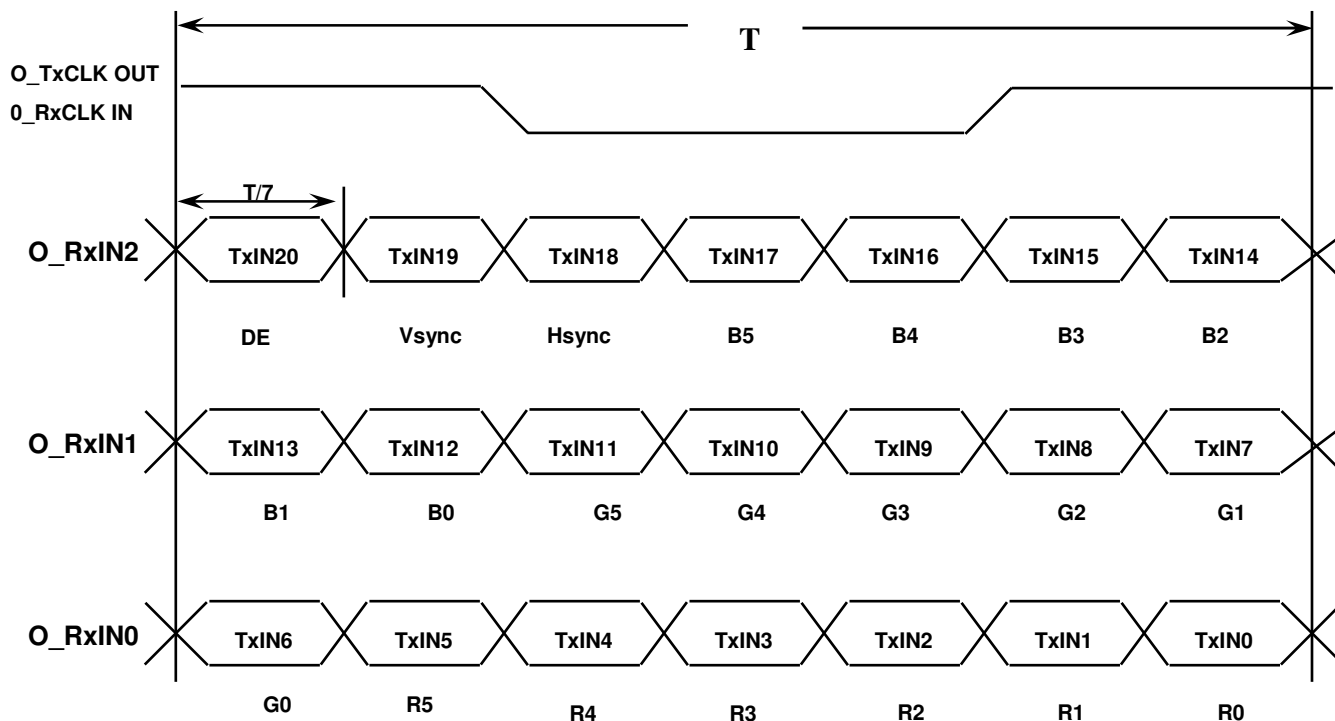 T
O_TxCLK OUT
0_RxCLK IN
T/7
O_RxIN2 TxIN20 TxIN19 TxIN18 TxIN17 TxIN16 TxIN15 TxIN14
DE Vsync Hsync B5 B4 B3 B2
O_RxIN1 TxIN13 TxIN12 TxIN11 TxIN10 TxIN9 TxIN8 TxIN7
B1 B0 G5 G4 G3 G2 G1
O_RxIN0 TxIN6 TxIN5 TxIN4 TxIN3 TxIN2 TxIN1 TxIN0
G0 R5 R4 R3 R2 R1 R0